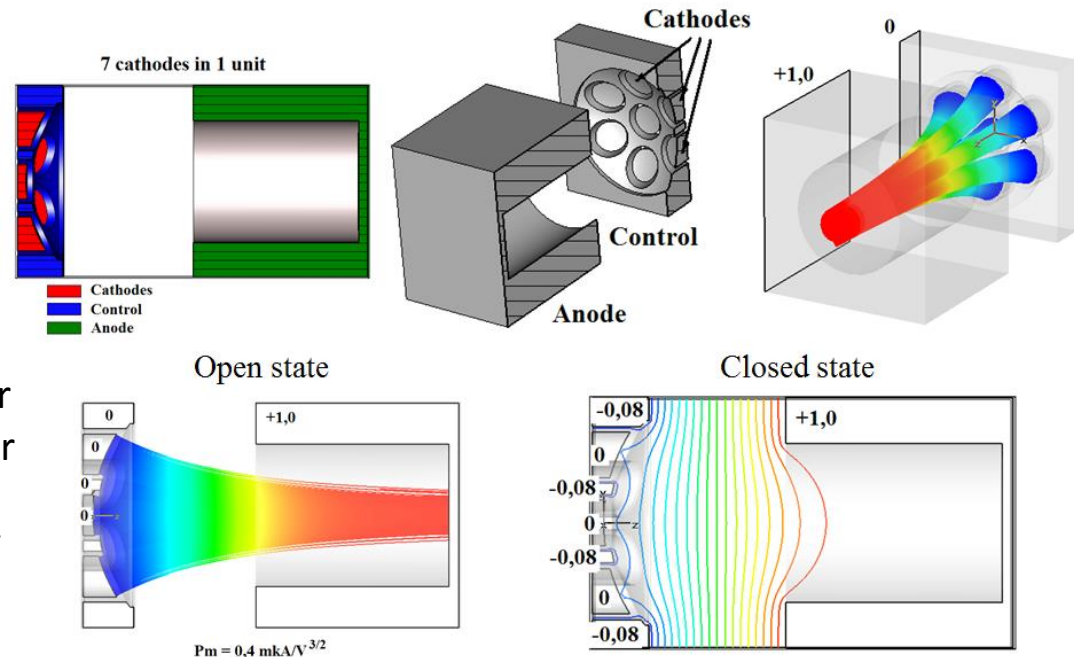 7 cathodes in 1 unit
Cathodes
Control
Anode
Cathodes
Control
Anode
0
+1,0
y
z
x
Open state
Closed state
r
r
0
0
0
0
z
+1,0
Pm = 0,4 mkA/V^3/2
-0,08
0
-0,08
0
-0,08
0
-0,08
x
z
+1,0